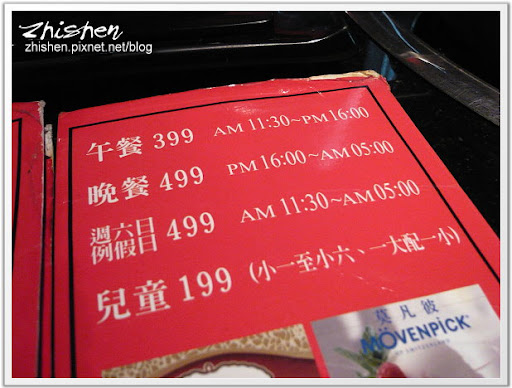 Zhishen
zhishen.pixnet.net/blog
午餐 399 AM 11:30~PM 16:00
晚餐 499 PM 16:00~AM 05:00
週六日
例假日 499 AM 11:30~AM 05:00
兒童 199 (小一至小六、一大配一小)
莫凡彼
MÖVENPICK
OF SWITZERLAND